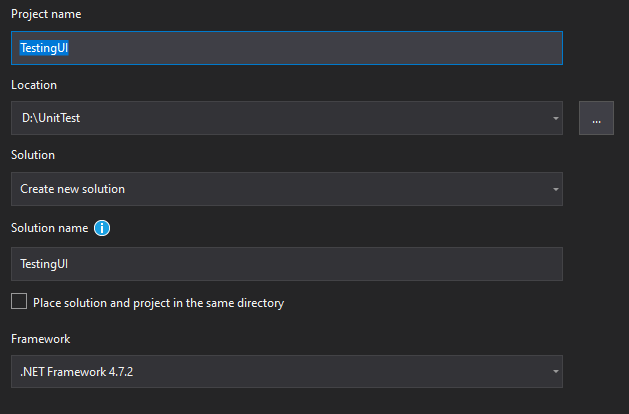 Project name
TestingUI
Location
D:\UnitTest
...
Solution
Create new solution
Solution name
TestingUI
Place solution and project in the same directory
Framework
.NET Framework 4.7.2